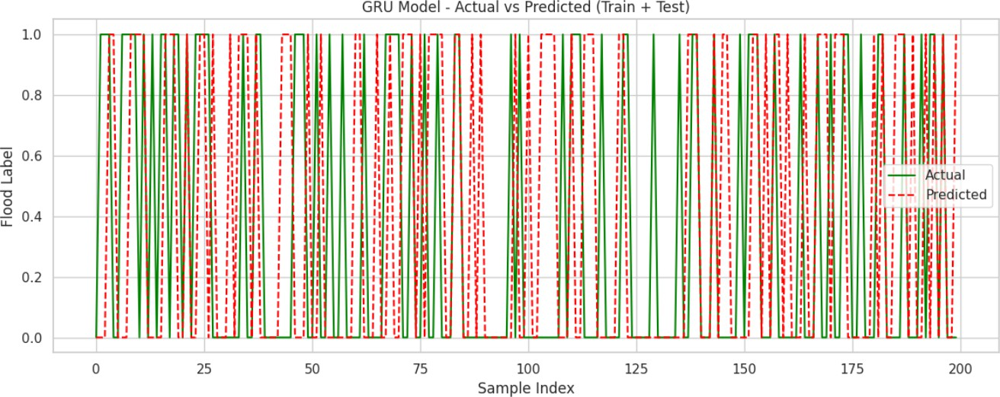 GRU Model - Actual vs Predicted (Train + Test)
1.0
0.8
0.6
0.4
0.2
0.0
Flood Label
Actual
Predicted
0 25 50 75 100 125 150 175 200
Sample Index